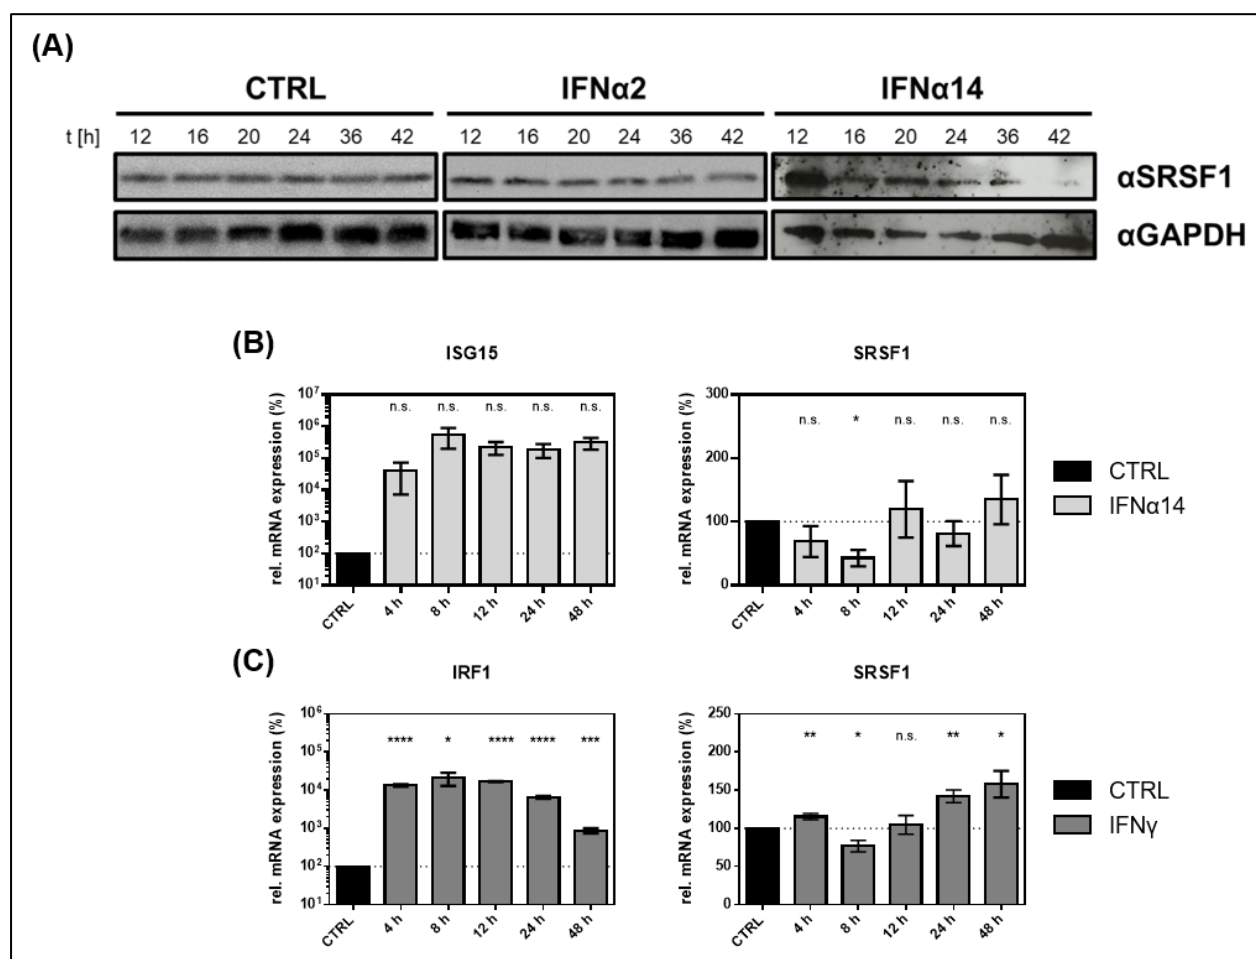 (A)
CTRL IFNα2 IFNα14
t [h] 12 16 20 24 36 42 12 16 20 24 36 42 12 16 20 24 36 42
αSRSF1
αGAPDH
(B)
ISG15
rel. mRNA expression (%)
10⁷
10⁶
10⁵
10⁴
10³
10²
10¹
n.s. n.s. n.s. n.s. n.s.
CTRL 4 h 8 h 12 h 24 h 48 h
SRSF1
rel. mRNA expression (%)
300
200
100
0
n.s. * n.s. n.s. n.s.
CTRL 4 h 8 h 12 h 24 h 48 h
CTRL
IFNα14
(C)
IRF1
rel. mRNA expression (%)
10⁶
10⁵
10⁴
10³
10²
10¹
**** * **** **** ***
CTRL 4 h 8 h 12 h 24 h 48 h
SRSF1
rel. mRNA expression (%)
250
200
150
100
50
0
** * n.s. ** *
CTRL 4 h 8 h 12 h 24 h 48 h
CTRL
IFNγ